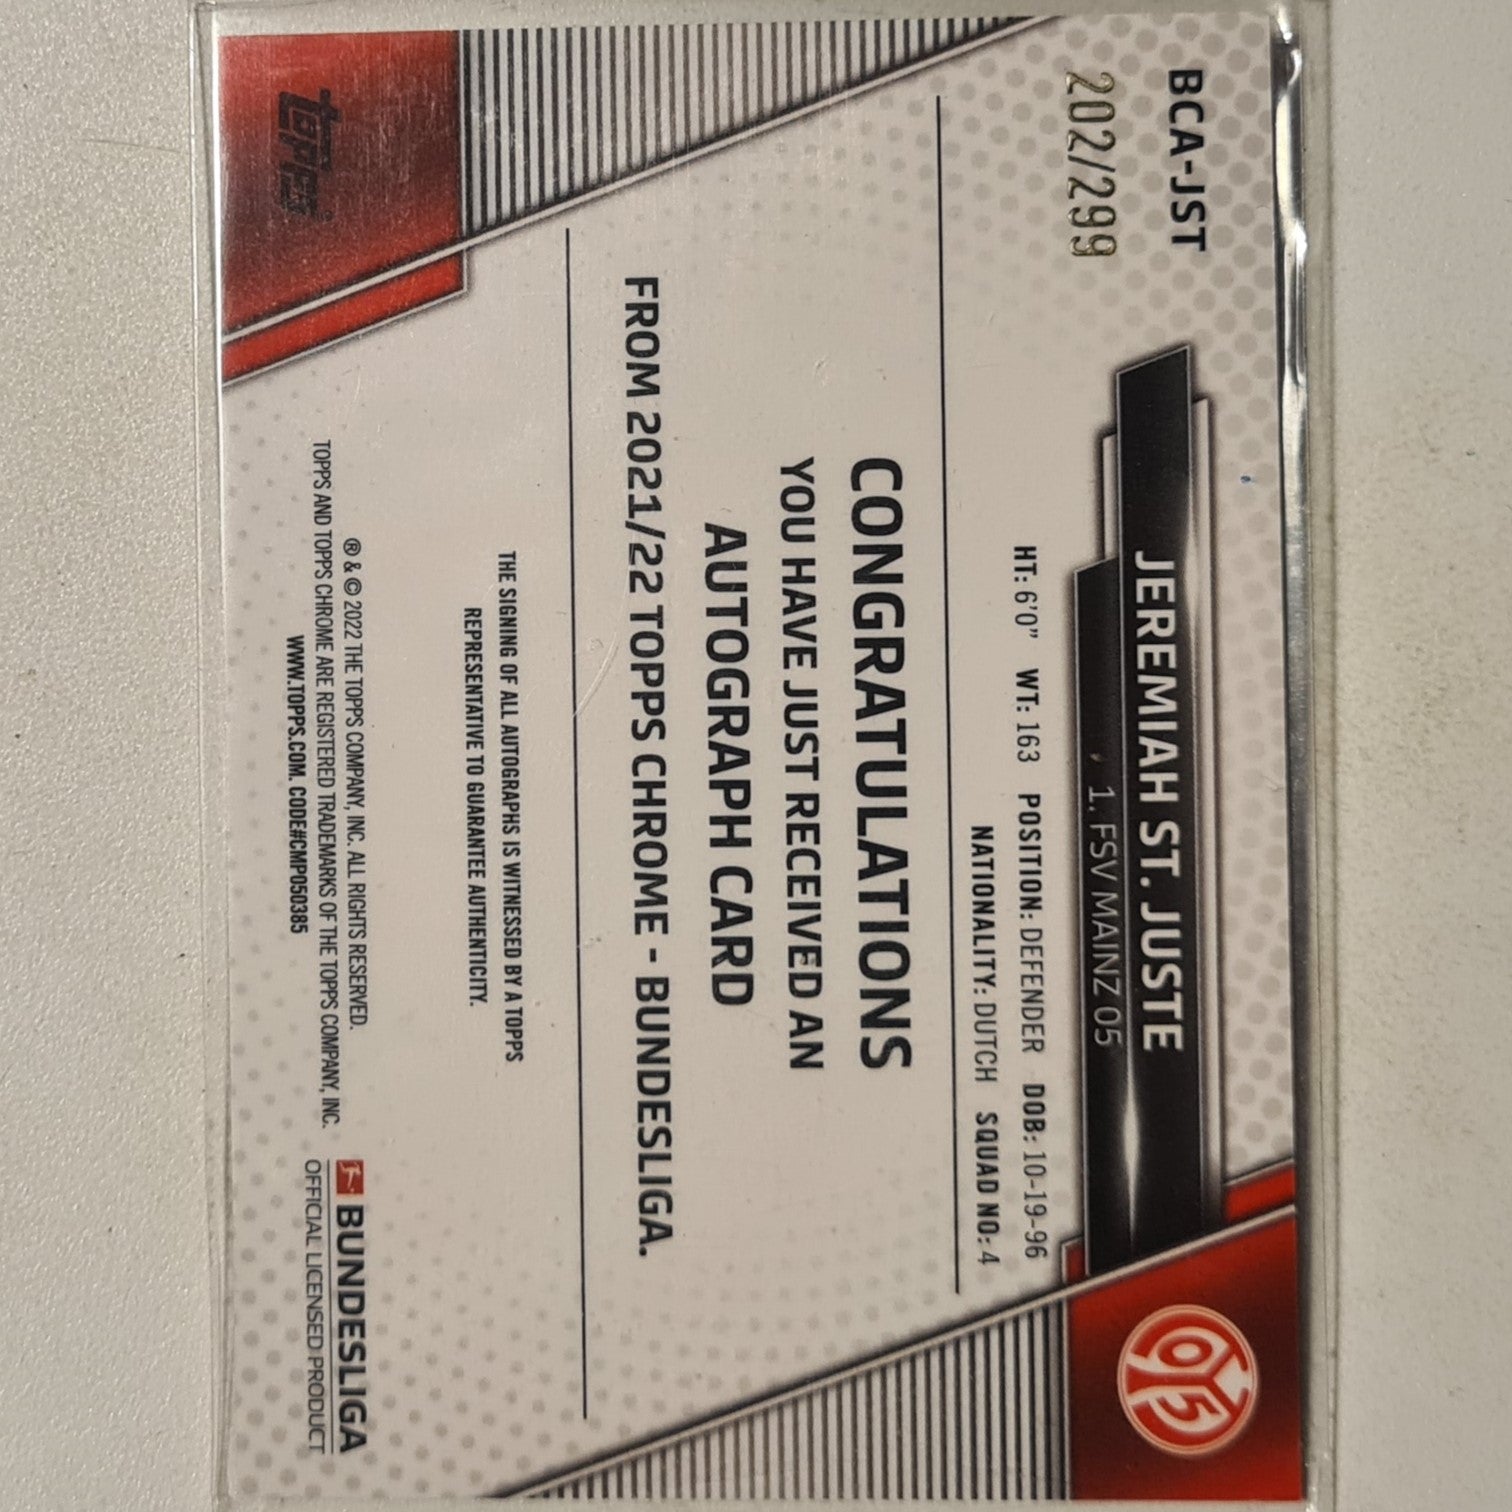 BCA-JST
202/299
JEREMIAH ST. JUSTE
1. FSV MAINZ 05
HT: 6'0" WT: 163 POSITION: DEFENDER DOB: 10-19-96
NATIONALITY: DUTCH SQUAD NO: 4
CONGRATULATIONS
YOU HAVE JUST RECEIVED AN
AUTOGRAPH CARD
FROM 2021/22 TOPPS CHROME - BUNDESLIGA.
THE SIGNING OF ALL AUTOGRAPHS IS WITNESSED BY A TOPPS
REPRESENTATIVE TO GUARANTEE AUTHENTICITY.
® & © 2022 THE TOPPS COMPANY, INC. ALL RIGHTS RESERVED.
TOPPS AND TOPPS CHROME ARE REGISTERED TRADEMARKS OF THE TOPPS COMPANY, INC.
WWW.TOPPS.COM. CODE#CMP050385
topps
BUNDESLIGA
OFFICIAL LICENSED PRODUCT
05